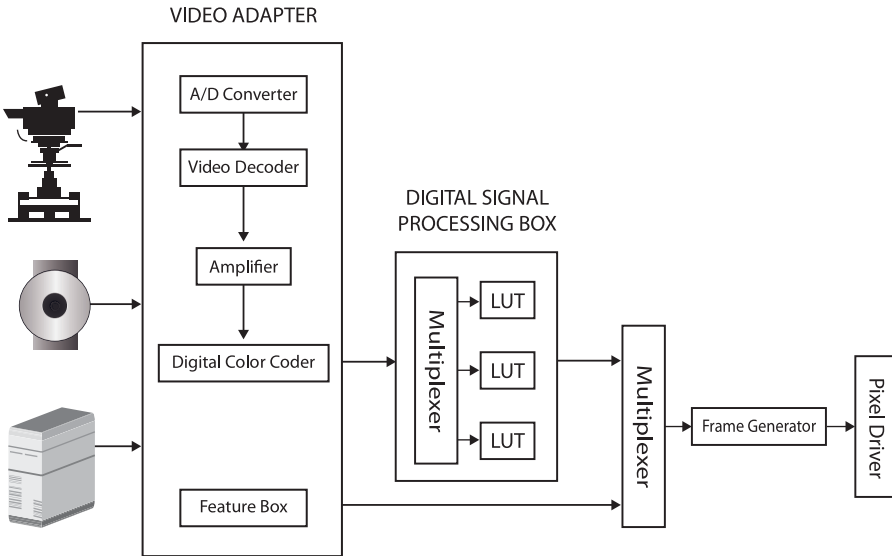 VIDEO ADAPTER
A/D Converter
Video Decoder
Amplifier
Digital Color Coder
Feature Box
DIGITAL SIGNAL
PROCESSING BOX
Multiplexer
LUT
LUT
LUT
Multiplexer
Frame Generator
Pixel Driver